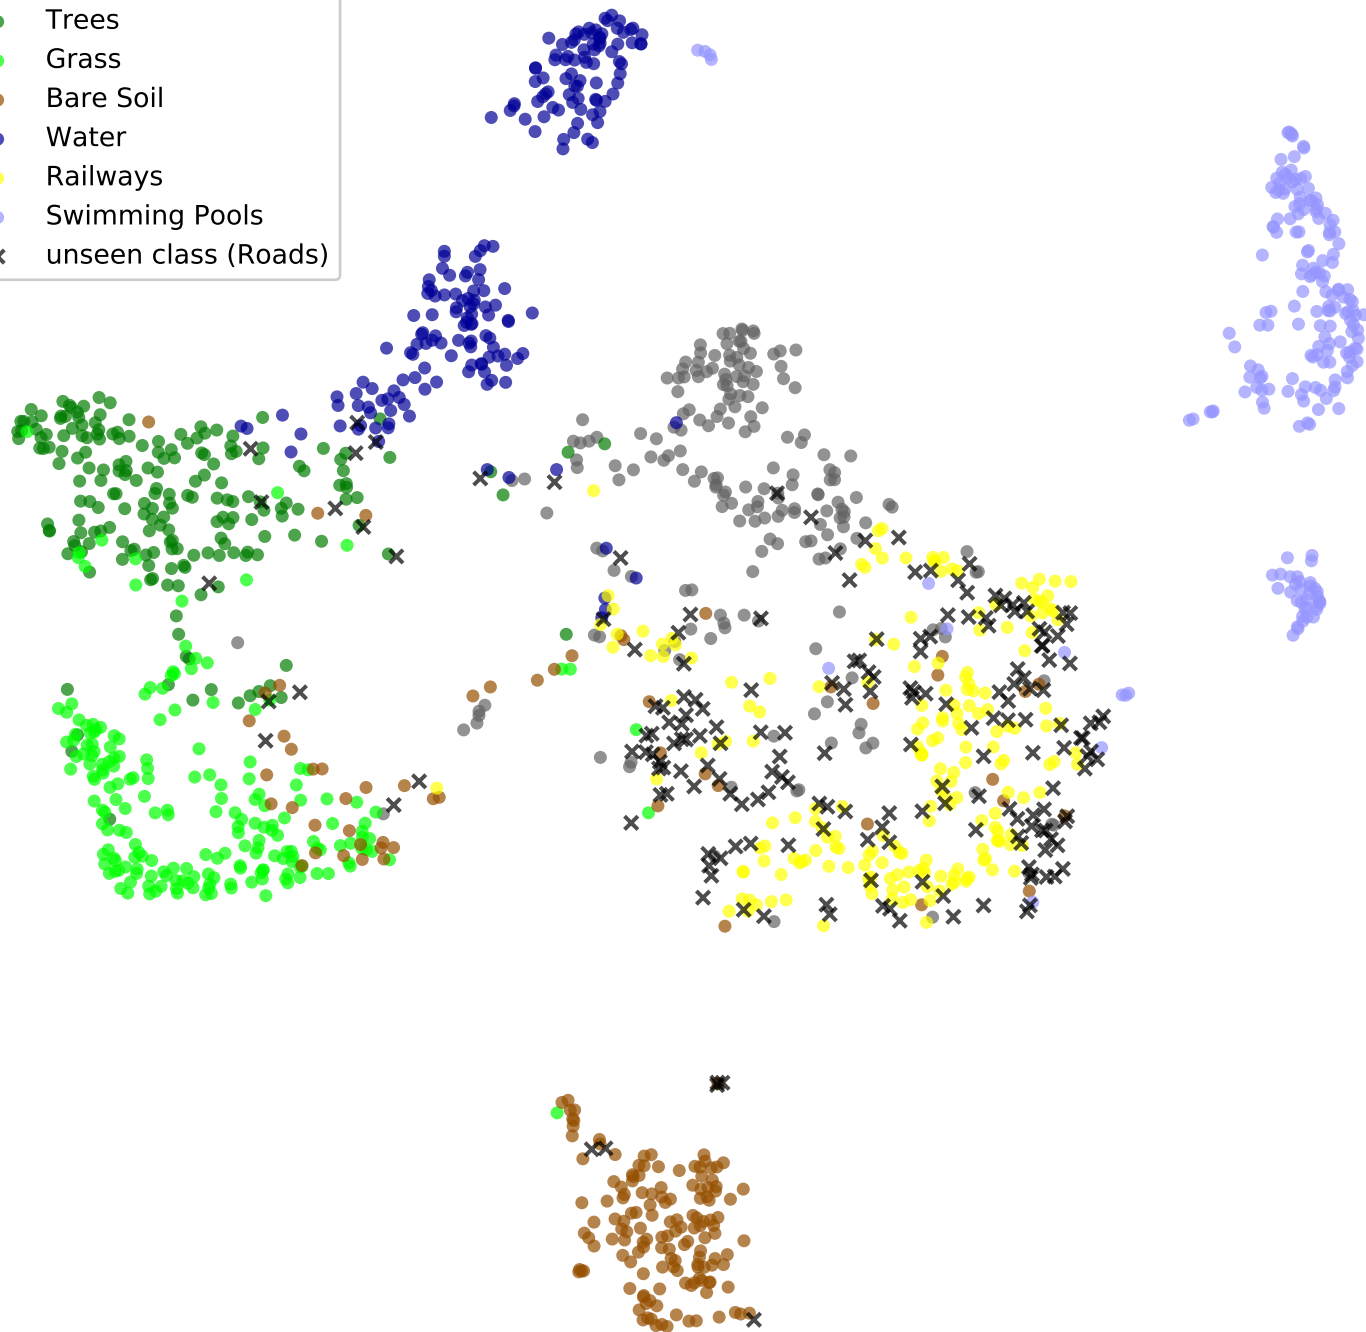 Trees
Grass
Bare Soil
Water
Railways
Swimming Pools
unseen class (Roads)